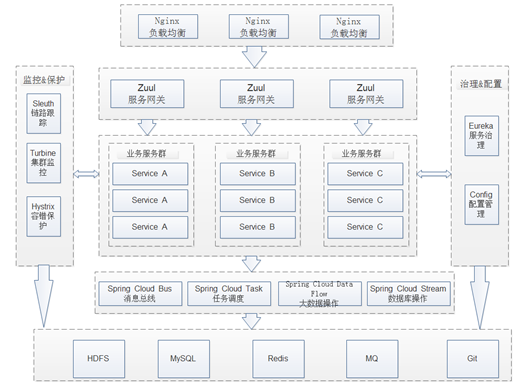 Nginx
负载均衡
Nginx
负载均衡
Nginx
负载均衡
监控&保护
Sleuth
链路跟
踪
Turbine
集群监
控
Hystrix
容错保
护
Zuul
服务网关
Zuul
服务网关
Zuul
服务网关
业务服务群
Service A
Service A
Service A
业务服务群
Service B
Service B
Service B
业务服务群
Service C
Service C
Service C
治理&配置
Eureka
服务治
理
Config
配置管
理
Spring Cloud Bus
消息总线
Spring Cloud Task
任务调度
Spring Cloud Data
Flow
大数据操作
Spring Cloud Stream
数据库操作
HDFS
MySQL
Redis
MQ
Git